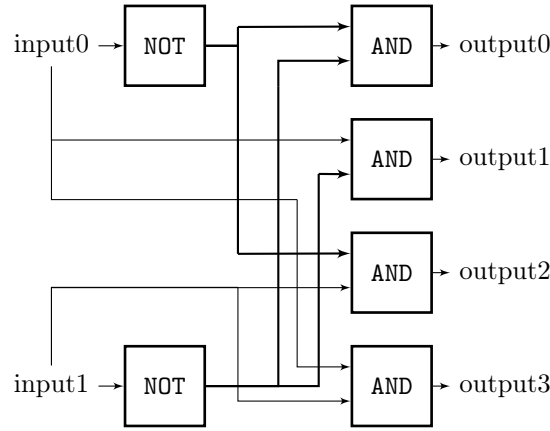 input0 NOT AND output0
AND output1
AND output2
input1 NOT AND output3